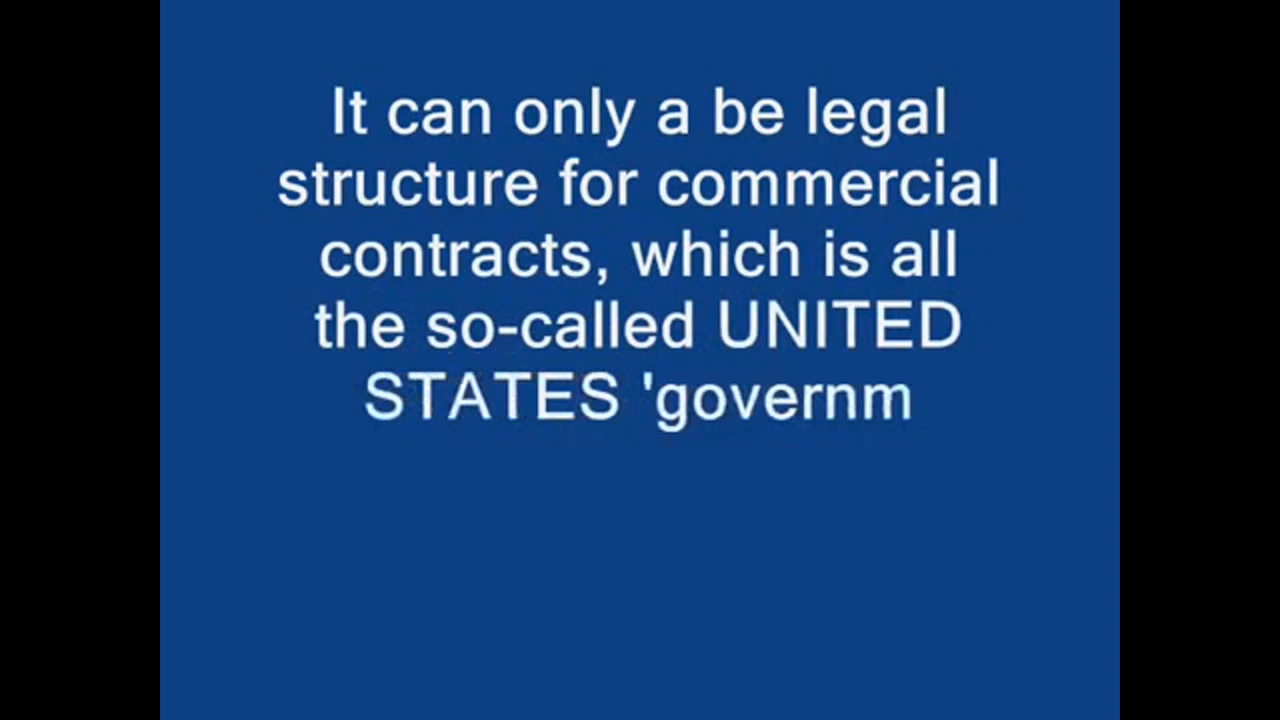 It can only a be legal
structure for commercial
contracts, which is all
the so-called UNITED
STATES 'governm